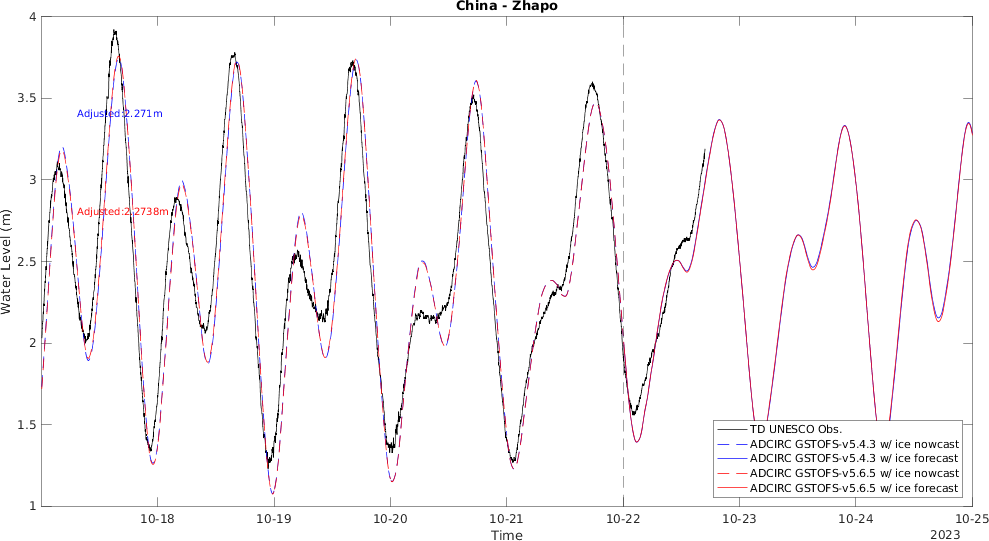 China - Zhapo
Water Level (m)
4
3.5
3
2.5
2
1.5
1
Adjusted:2.271m
Adjusted:2.2738m
TD UNESCO Obs.
ADCIRC GSTOFS-v5.4.3 w/ ice nowcast
ADCIRC GSTOFS-v5.4.3 w/ ice forecast
ADCIRC GSTOFS-v5.6.5 w/ ice nowcast
ADCIRC GSTOFS-v5.6.5 w/ ice forecast
10-18 10-19 10-20 10-21 10-22 10-23 10-24 10-25
Time
2023